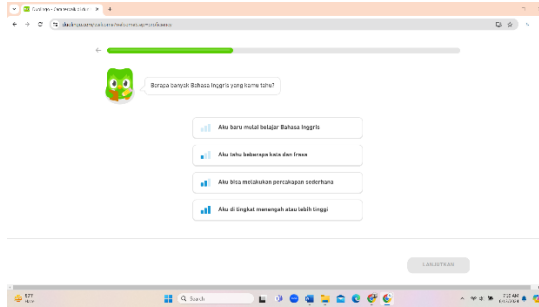 Berapa banyak Bahasa Inggris yang kamu tahu?
Aku baru mulai belajar Bahasa Inggris
Aku tahu beberapa kata dan frasa
Aku bisa melakukan percakapan sederhana
Aku di tingkat menengah atau lebih tinggi
LANJUTKAN
Search